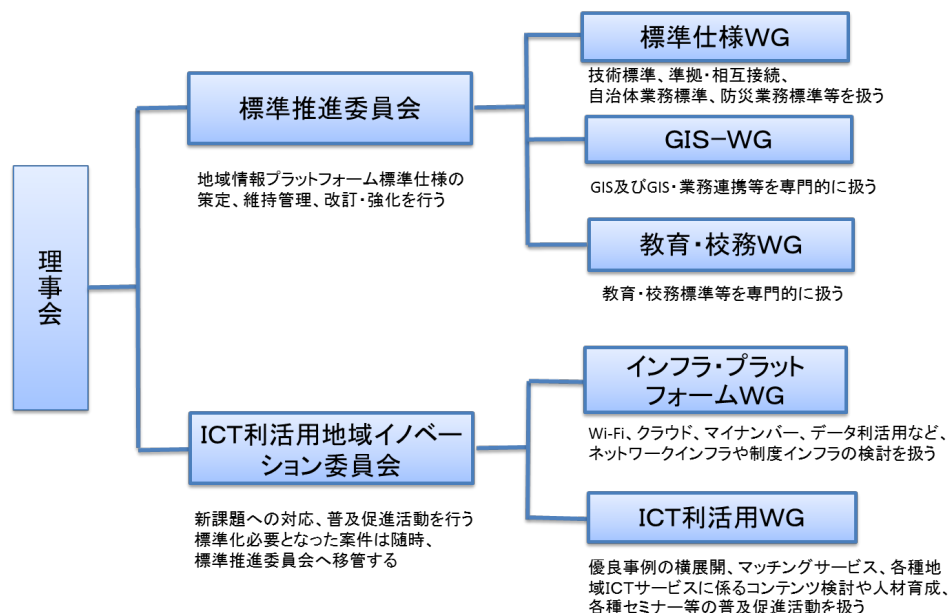 理事会
標準推進委員会
地域情報プラットフォーム標準仕様の
策定、維持管理、改訂・強化を行う
標準仕様WG
技術標準、準拠・相互接続、
自治体業務標準、防災業務標準等を扱う
GIS-WG
GIS及びGIS・業務連携等を専門的に扱う
教育・校務WG
教育・校務標準等を専門的に扱う
ICT利活用地域イノベー
ション委員会
新課題への対応、普及促進活動を行う
標準化必要となった案件は随時、
標準推進委員会へ移管する
インフラ・プラット
フォームWG
Wi-Fi、クラウド、マイナンバー、データ利活用など、
ネットワークインフラや制度インフラの検討を扱う
ICT利活用WG
優良事例の横展開、マッチングサービス、各種地
域ICTサービスに係るコンテンツ検討や人材育成、
各種セミナー等の普及促進活動を扱う